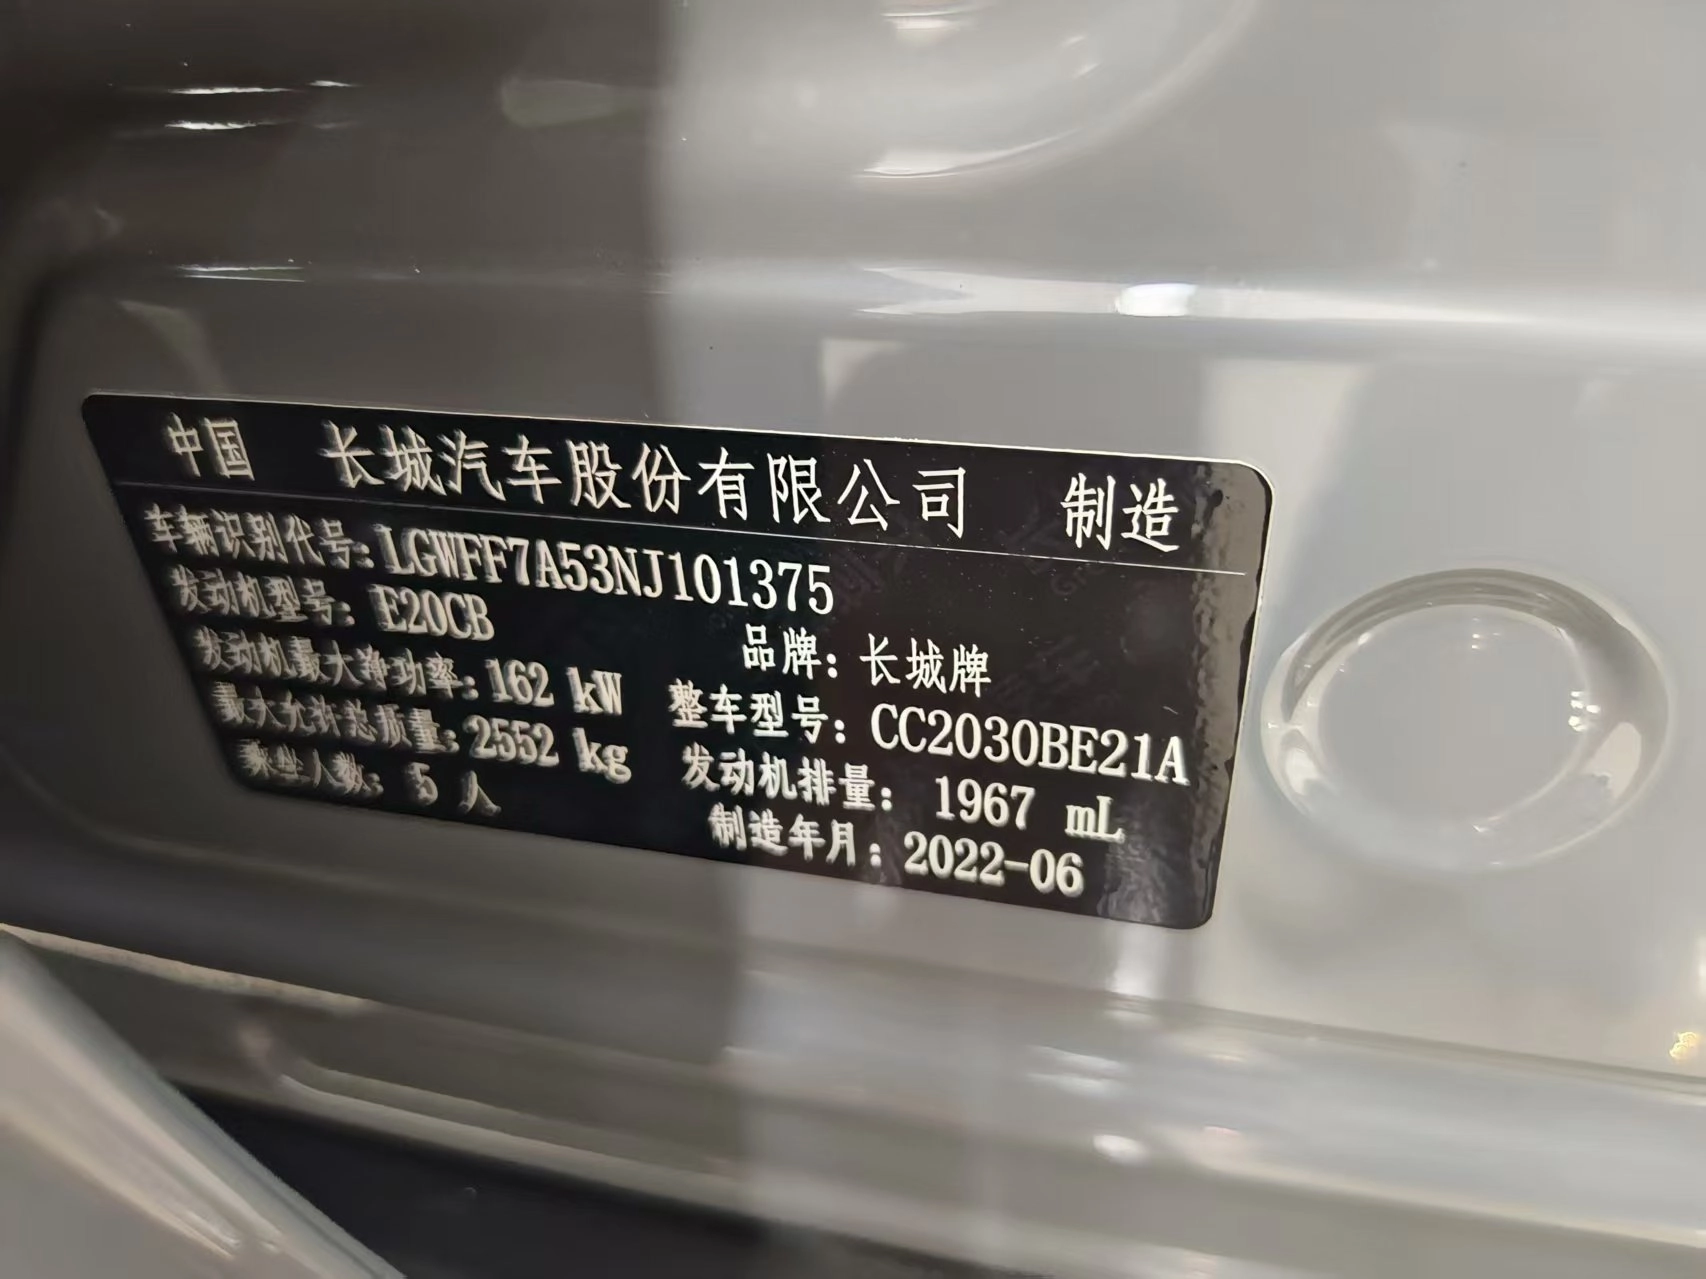 中国 长城汽车股份有限公司 制造
车辆识别代号: LGWFF7A53NJ101375
发动机型号: E20CB 品牌: 长城牌
发动机最大净功率: 162 kW 整车型号: CC2030BE21A
最大允许总质量: 2552 kg 发动机排量: 1967 mL
乘坐人数: 5 人 制造年月: 2022-06